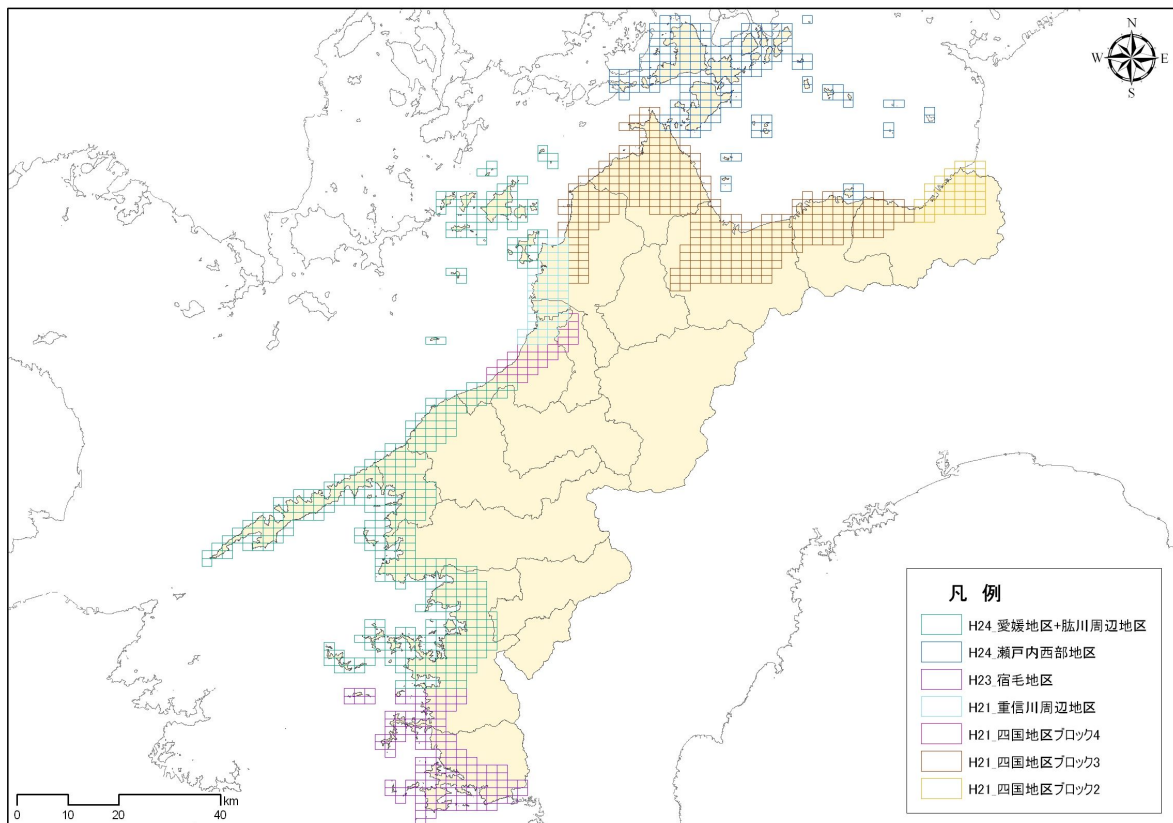 N
W E
S
凡 例
H24_愛媛地区+肱川周辺地区
H24_瀬戸内西部地区
H23_宿毛地区
H21_重信川周辺地区
H21_四国地区ブロック4
H21_四国地区ブロック3
H21_四国地区ブロック2
km
0 10 20 40